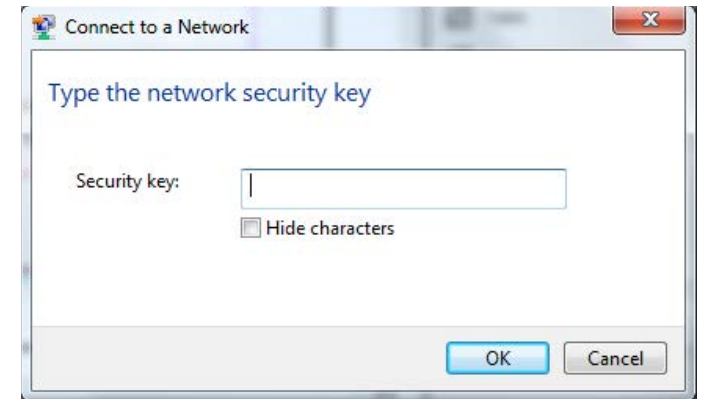 Connect to a Network
Type the network security key
Security key:
Hide characters
OK Cancel